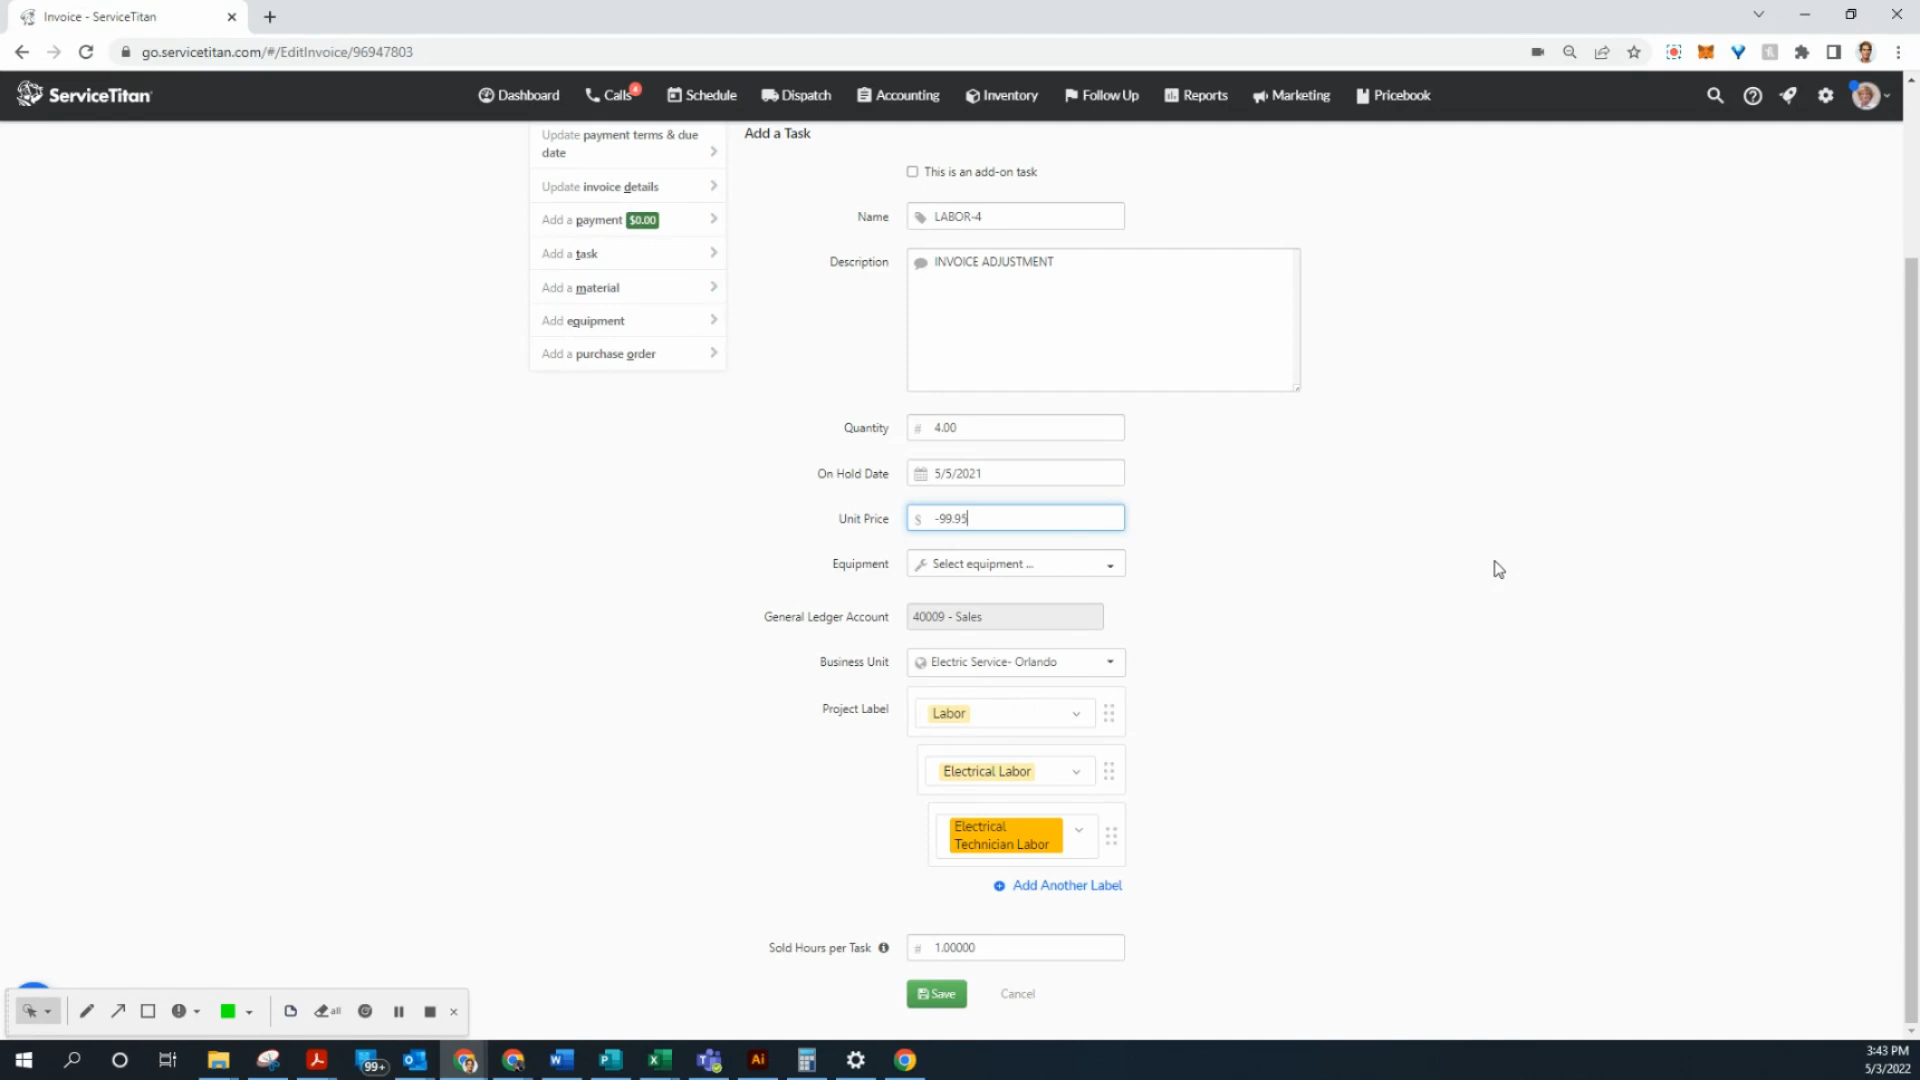 Invoice - ServiceTitan
go.servicetitan.com/#/EditInvoice/96947803
ServiceTitan
Dashboard
Calls
4
Schedule
Dispatch
Accounting
Inventory
Follow Up
Reports
Marketing
Pricebook
Update payment terms & due
date
Update invoice details
Add a payment $0.00
Add a task
Add a material
Add equipment
Add a purchase order
Add a Task
This is an add-on task
Name
LABOR-4
Description
INVOICE ADJUSTMENT
Quantity
# 4.00
On Hold Date
5/5/2021
Unit Price
$ -99.95
Equipment
Select equipment ...
General Ledger Account
40009 - Sales
Business Unit
Electric Service- Orlando
Project Label
Labor
Electrical Labor
Electrical
Technician Labor
Add Another Label
Sold Hours per Task
# 1.00000
Save
Cancel
all
99+
3:43 PM
5/3/2022